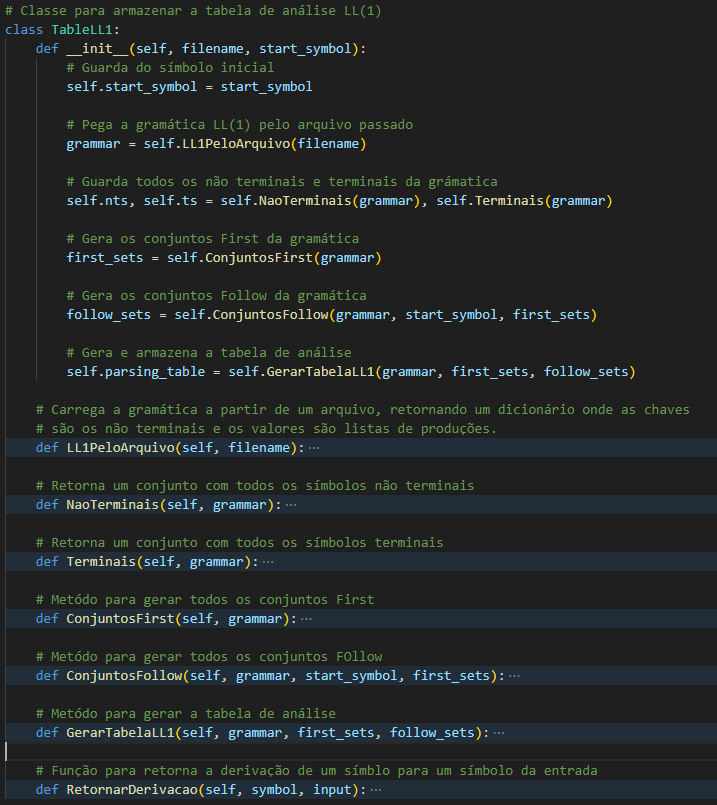 # Classe para armazenar a tabela de análise LL(1)
class TableLL1:
def __init__(self, filename, start_symbol):
# Guarda do símbolo inicial
self.start_symbol = start_symbol
# Pega a gramática LL(1) pelo arquivo passado
grammar = self.LL1PeloArquivo(filename)
# Guarda todos os não terminais e terminais da grámatica
self.nts, self.ts = self.NaoTerminais(grammar), self.Terminais(grammar)
# Gera os conjuntos First da gramática
first_sets = self.ConjuntosFirst(grammar)
# Gera os conjuntos Follow da gramática
follow_sets = self.ConjuntosFollow(grammar, start_symbol, first_sets)
# Gera e armazena a tabela de análise
self.parsing_table = self.GerarTabelaLL1(grammar, first_sets, follow_sets)
# Carrega a gramática a partir de um arquivo, retornando um dicionário onde as chaves
# são os não terminais e os valores são listas de produções.
def LL1PeloArquivo(self, filename):···
# Retorna um conjunto com todos os símbolos não terminais
def NaoTerminais(self, grammar):···
# Retorna um conjunto com todos os símbolos terminais
def Terminais(self, grammar):···
# Metódo para gerar todos os conjuntos First
def ConjuntosFirst(self, grammar):···
# Metódo para gerar todos os conjuntos FOllow
def ConjuntosFollow(self, grammar, start_symbol, first_sets):···
# Metódo para gerar a tabela de análise
def GerarTabelaLL1(self, grammar, first_sets, follow_sets):···
# Função para retorna a derivação de um símblo para um símbolo da entrada
def RetornarDerivacao(self, symbol, input):···